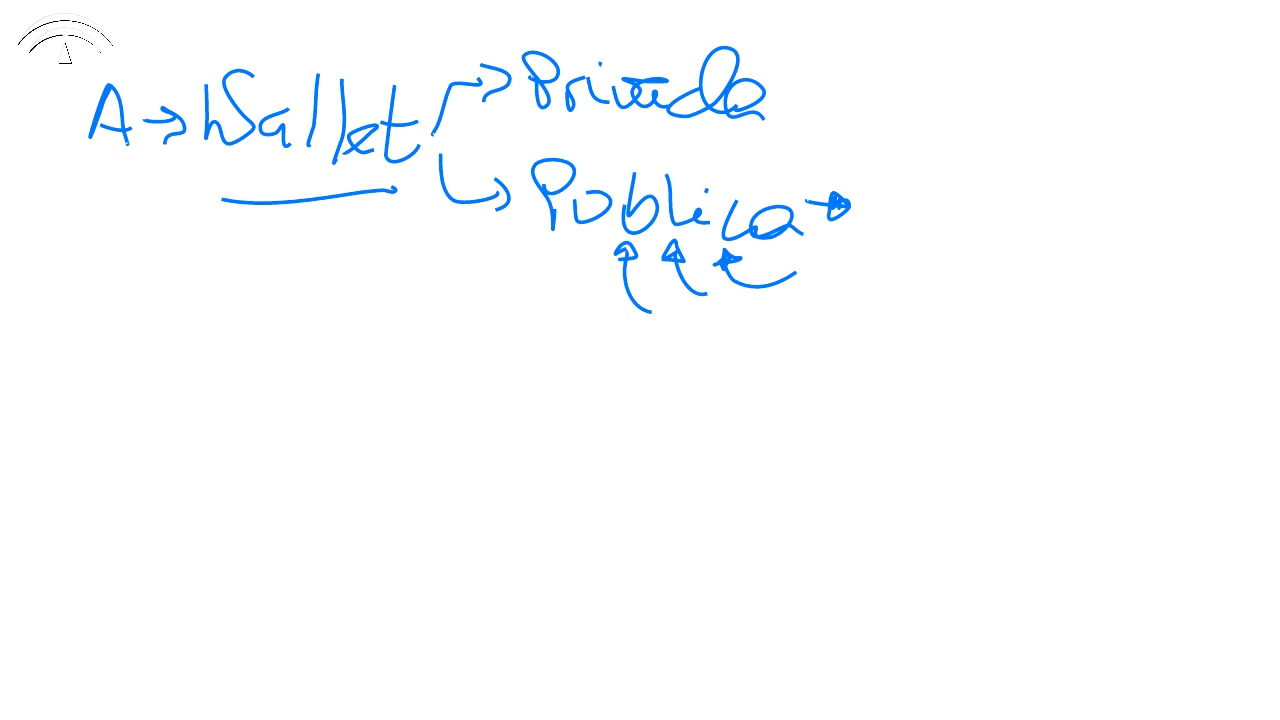 A → Wallet → Privada
→ Publica →